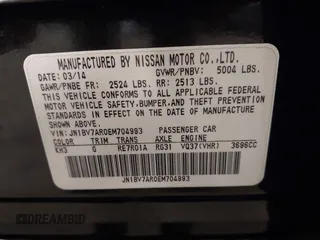 MANUFACTURED BY NISSAN MOTOR CO.,LTD.
DATE: 03/14 GVWR/PNBV: 5004 LBS.
GAWR/PNBE FR: 2524 LBS. RR: 2513 LBS.
THIS VEHICLE CONFORMS TO ALL APPLICABLE FEDERAL
MOTOR VEHICLE SAFETY, BUMPER, AND THEFT PREVENTION
STANDARDS IN EFFECT ON THE DATE OF MANUFACTURE
SHOWN ABOVE.
VIN: JN1BV7AR0EM704993 PASSENGER CAR
COLOR TRIM TRANS AXLE ENGINE
KH3 G RE7R01A RG31 VQ37(VHR) 3696CC
JN1BV7AR0EM704993
DREAMBID